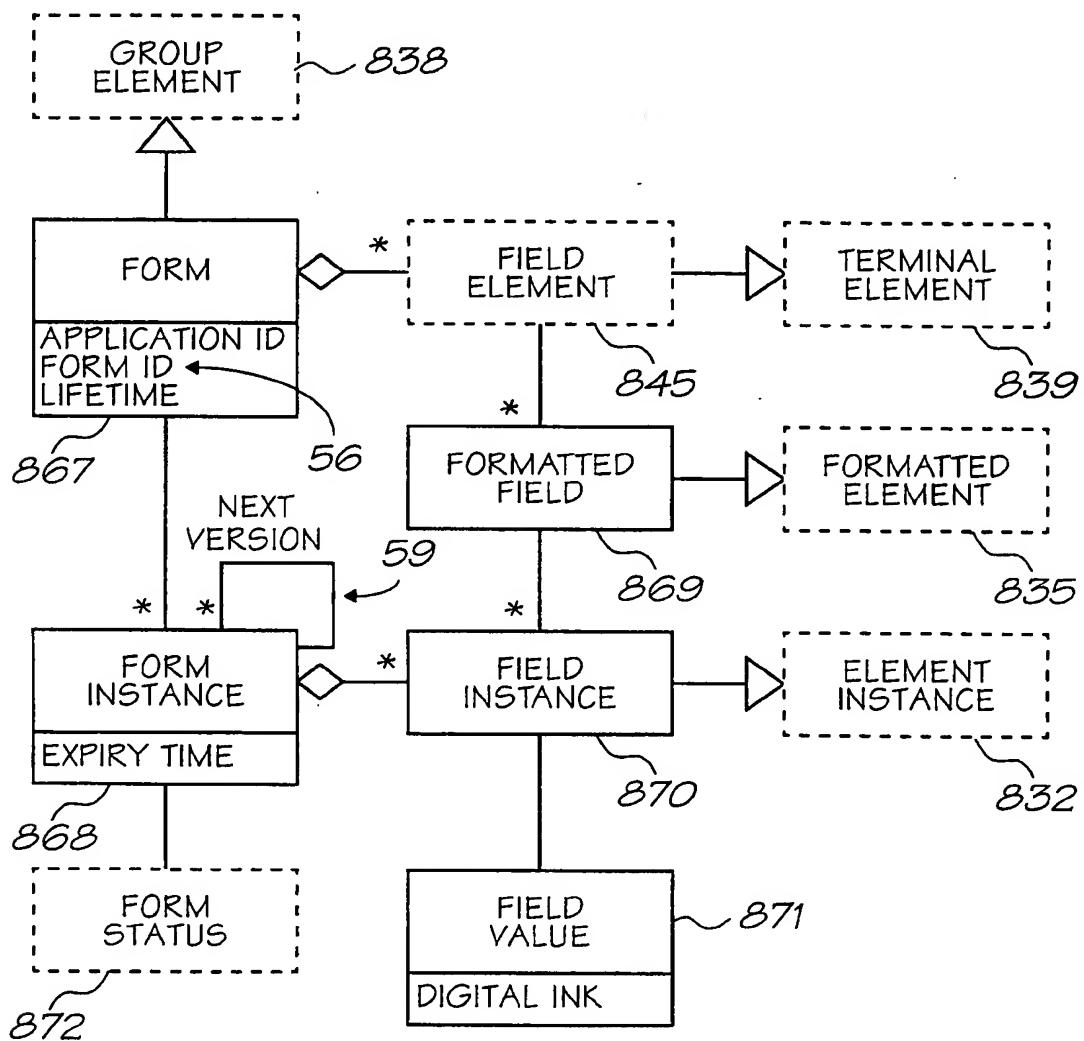 GROUP
ELEMENT
838
FORM
*
FIELD
ELEMENT
TERMINAL
ELEMENT
APPLICATION ID
FORM ID
LIFETIME
845
839
867
56
*
FORMATTED
FIELD
FORMATTED
ELEMENT
NEXT
VERSION
59
869
835
*
*
*
FORM
INSTANCE
*
FIELD
INSTANCE
ELEMENT
INSTANCE
EXPIRY TIME
868
870
832
FORM
STATUS
FIELD
VALUE
871
DIGITAL INK
872